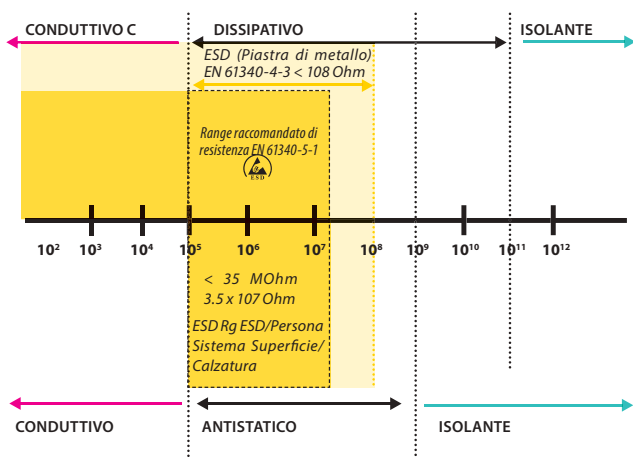 CONDUTTIVO C DISSIPATIVO ISOLANTE
ESD (Piastra di metallo)
EN 61340-4-3 < 108 Ohm
Range raccomandato di
resistenza EN 61340-5-1
ESD
10² 10³ 10⁴ 10⁵ 10⁶ 10⁷ 10⁸ 10⁹ 10¹⁰ 10¹¹ 10¹²
< 35 MOhm
3.5 x 107 Ohm
ESD Rg ESD/Persona
Sistema Superficie/
Calzatura
CONDUTTIVO ANTISTATICO ISOLANTE